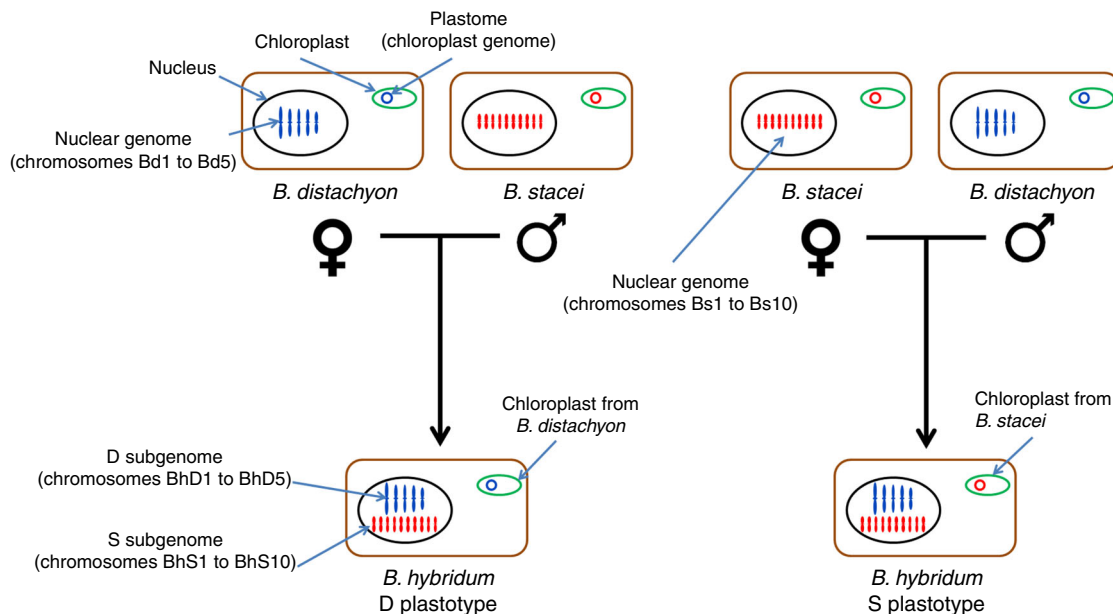 Plastome
(chloroplast genome)
Chloroplast
Nucleus
Nuclear genome
(chromosomes Bd1 to Bd5)
B. distachyon
B. stacei
B. stacei
B. distachyon
Nuclear genome
(chromosomes Bs1 to Bs10)
Chloroplast from
B. distachyon
Chloroplast from
B. stacei
D subgenome
(chromosomes BhD1 to BhD5)
S subgenome
(chromosomes BhS1 to BhS10)
B. hybridum
D plastotype
B. hybridum
S plastotype